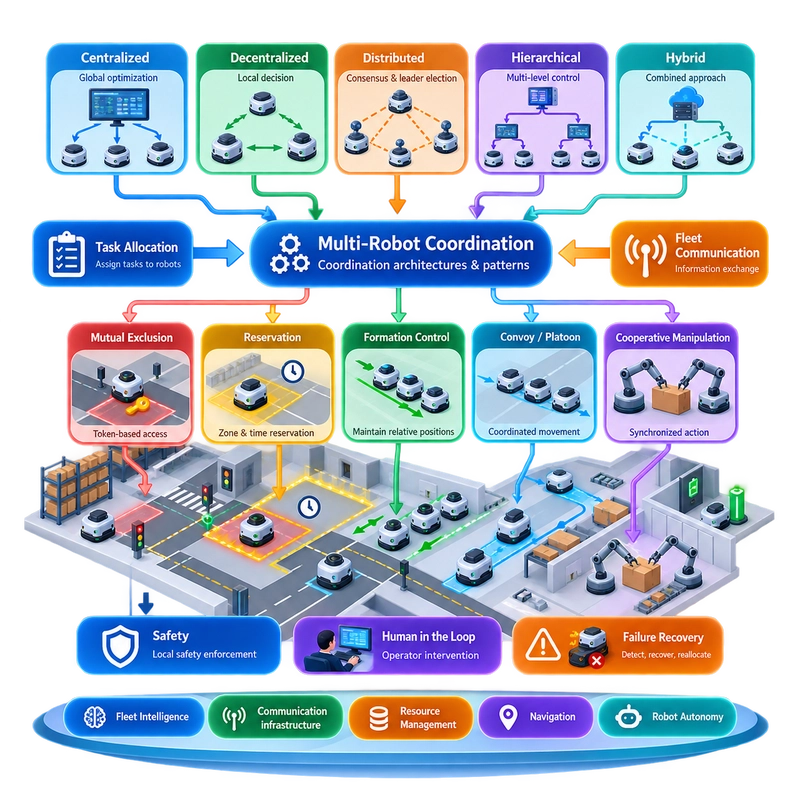 Centralized
Global optimization
Decentralized
Local decision
Distributed
Consensus & leader election
Hierarchical
Multi-level control
Hybrid
Combined approach
Task Allocation
Assign tasks to robots
Multi-Robot Coordination
Coordination architectures & patterns
Fleet
Communication
Information exchange
Mutual Exclusion
Token-based access
Reservation
Zone & time reservation
Formation Control
Maintain relative positions
Convoy / Platoon
Coordinated movement
Cooperative Manipulation
Synchronized action
Safety
Local safety enforcement
Human in the Loop
Operator intervention
Failure Recovery
Detect, recover, reallocate
Fleet Intelligence
Communication
infrastructure
Resource
Management
Navigation
Robot Autonomy